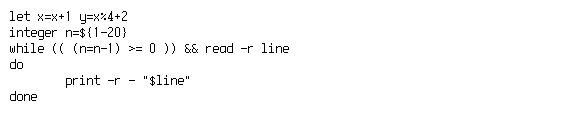 let x=x+1 y=x%4+2
integer n=${1-20}
while (( (n=n-1) >= 0 )) && read -r line
do
        print -r - "$line"
done